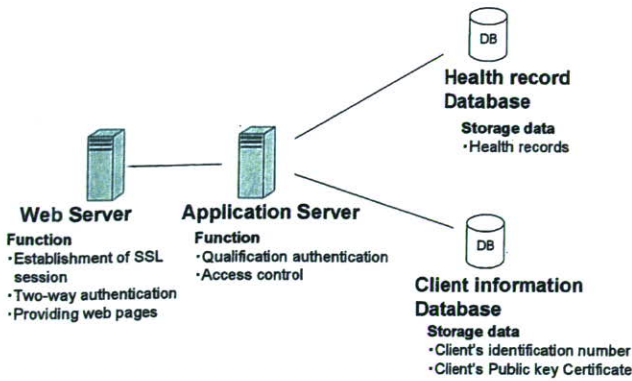 DB
Health record
Database
Storage data
・Health records
Web Server
Function
・Establishment of SSL
session
・Two-way authentication
・Providing web pages
Application Server
Function
・Qualification authentication
・Access control
DB
Client information
Database
Storage data
・Client's identification number
・Client's Public key Certificate